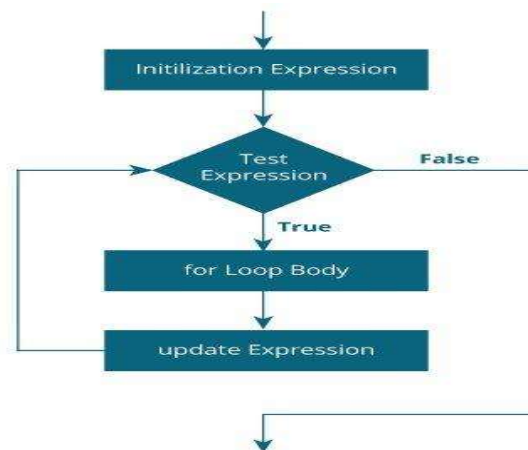 Initilization Expression
Test
Expression
False
True
for Loop Body
update Expression